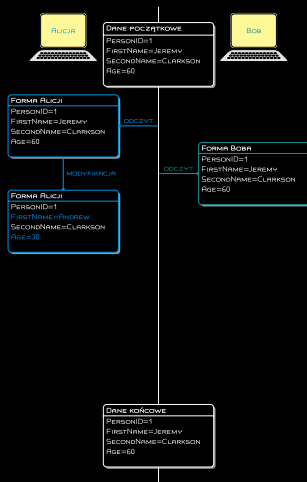 Alicja
Bob
Dane początkowe
PersonID=1
FirstName=Jeremy
SecondName=Clarkson
Age=60
Forma Alicji
PersonID=1
FirstName=Jeremy
SecondName=Clarkson
Age=60
odczyt
Forma Boba
PersonID=1
FirstName=Jeremy
SecondName=Clarkson
Age=60
odczyt
modyfikacja
Forma Alicji
PersonID=1
FirstName=Andrew
SecondName=Clarkson
Age=30
Dane końcowe
PersonID=1
FirstName=Jeremy
SecondName=Clarkson
Age=60